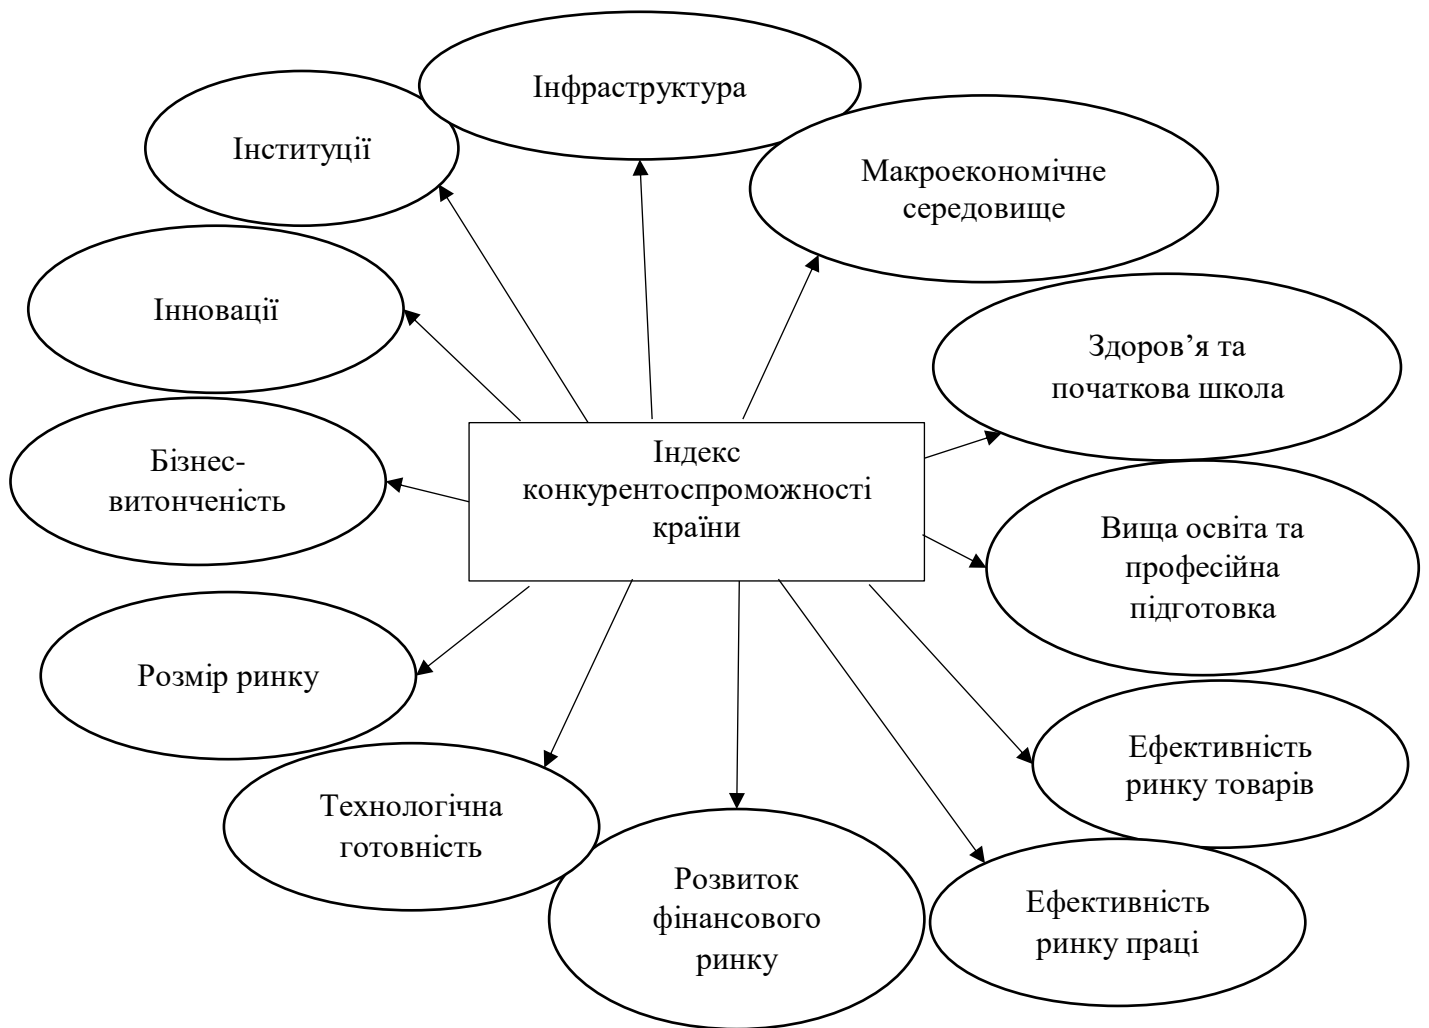 Інфраструктура
Інституції
Макроекономічне
середовище
Інновації
Здоров’я та
початкова школа
Індекс
конкурентоспроможності
країни
Бізнес-
витонченість
Вища освіта та
професійна
підготовка
Розмір ринку
Ефективність
ринку товарів
Технологічна
готовність
Розвиток
фінансового
ринку
Ефективність
ринку праці